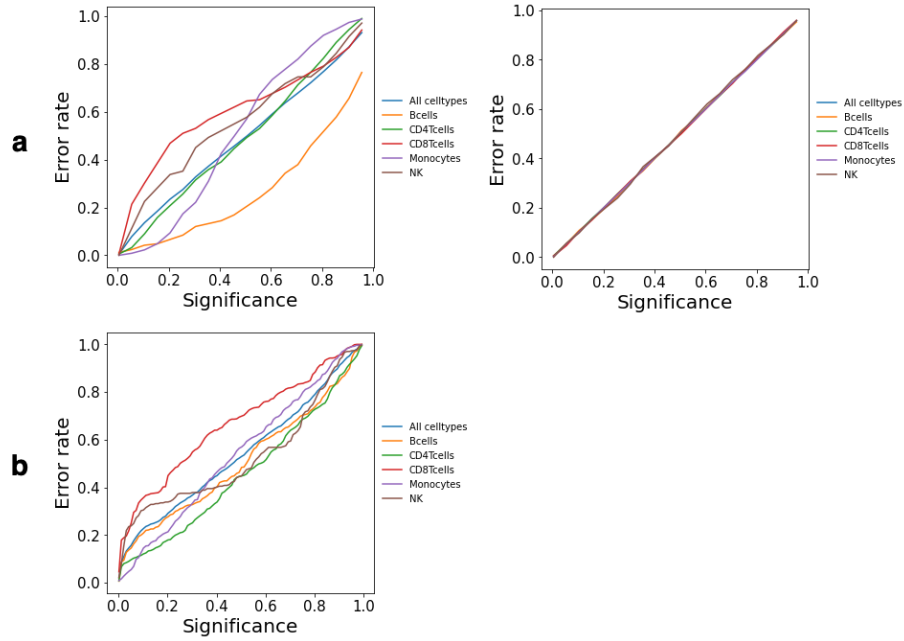 a
1.0
0.8
0.6
0.4
0.2
0.0
Error rate
0.0 0.2 0.4 0.6 0.8 1.0
Significance
All celltypes
Bcells
CD4Tcells
CD8Tcells
Monocytes
NK
1.0
0.8
0.6
0.4
0.2
0.0
Error rate
0.0 0.2 0.4 0.6 0.8 1.0
Significance
All celltypes
Bcells
CD4Tcells
CD8Tcells
Monocytes
NK
b
1.0
0.8
0.6
0.4
0.2
0.0
Error rate
0.0 0.2 0.4 0.6 0.8 1.0
Significance
All celltypes
Bcells
CD4Tcells
CD8Tcells
Monocytes
NK